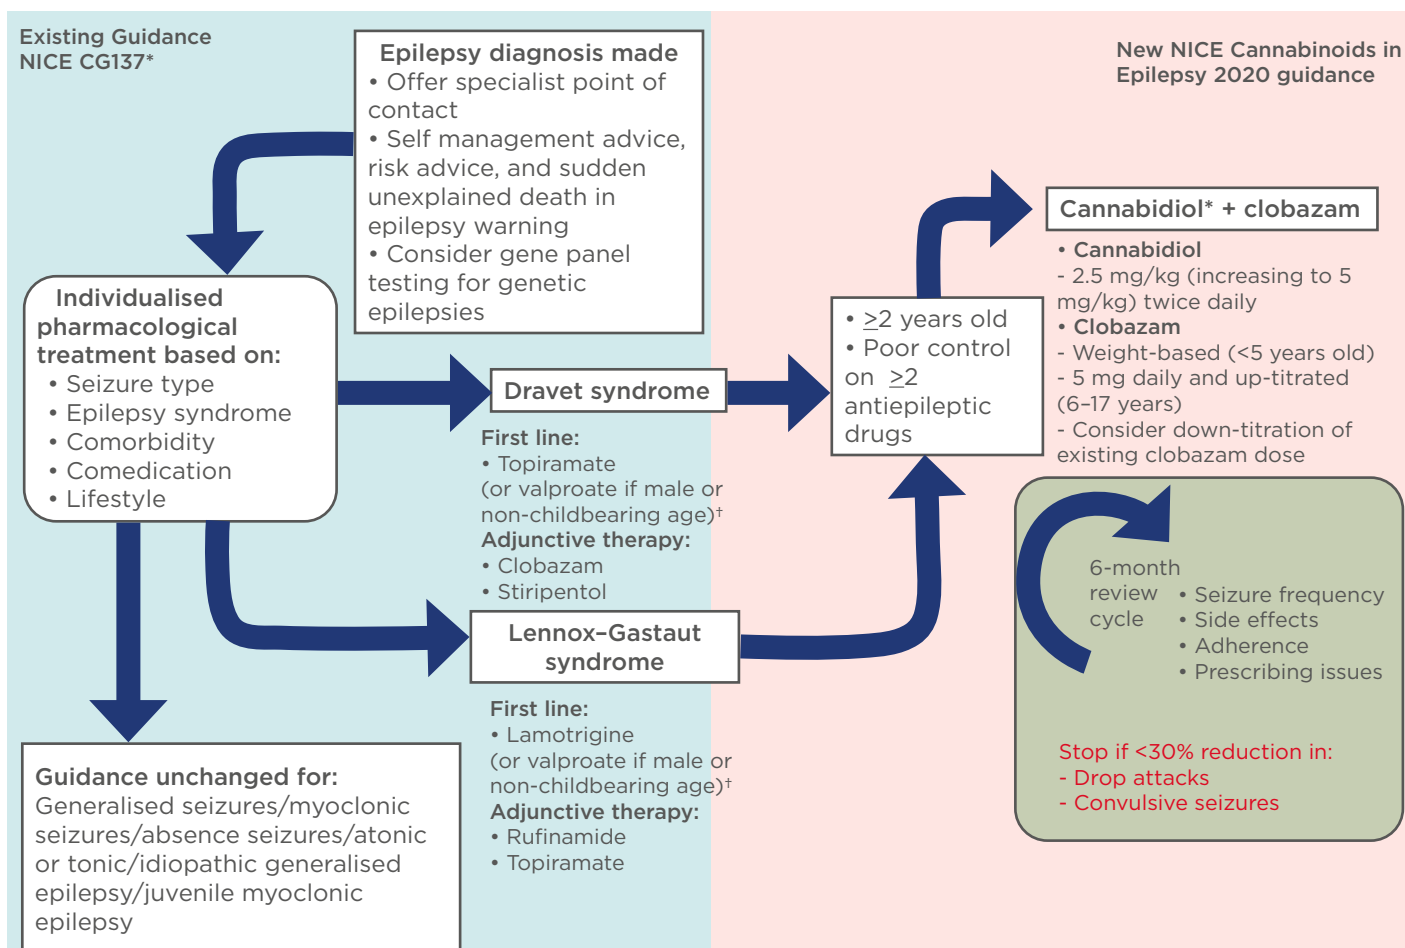 Existing Guidance
NICE CG137*
Epilepsy diagnosis made
• Offer specialist point of
contact
• Self management advice,
risk advice, and sudden
unexplained death in
epilepsy warning
• Consider gene panel
testing for genetic
epilepsies
New NICE Cannabinoids in
Epilepsy 2020 guidance
Individualised
pharmacological
treatment based on:
• Seizure type
• Epilepsy syndrome
• Comorbidity
• Comedication
• Lifestyle
Dravet syndrome
First line:
• Topiramate
(or valproate if male or
non-childbearing age)†
Adjunctive therapy:
• Clobazam
• Stiripentol
Lennox–Gastaut
syndrome
First line:
• Lamotrigine
(or valproate if male or
non-childbearing age)†
Adjunctive therapy:
• Rufinamide
• Topiramate
Guidance unchanged for:
Generalised seizures/myoclonic
seizures/absence seizures/atonic
or tonic/idiopathic generalised
epilepsy/juvenile myoclonic
epilepsy
• ≥2 years old
• Poor control
on ≥2
antiepileptic
drugs
Cannabidiol* + clobazam
• Cannabidiol
- 2.5 mg/kg (increasing to 5
mg/kg) twice daily
• Clobazam
- Weight-based (<5 years old)
- 5 mg daily and up-titrated
(6–17 years)
- Consider down-titration of
existing clobazam dose
6-month
review
cycle
• Seizure frequency
• Side effects
• Adherence
• Prescribing issues
Stop if <30% reduction in:
- Drop attacks
- Convulsive seizures